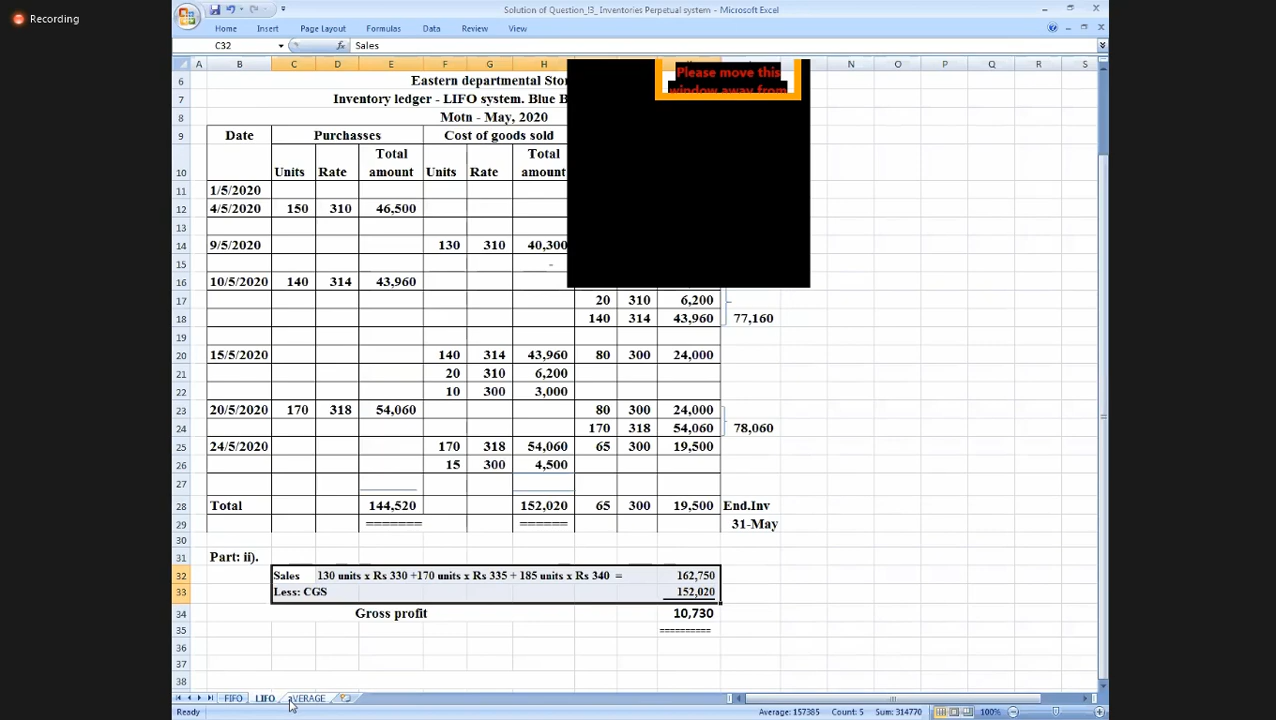 Recording
Solution of Question_13_ Inventories Perpetual system - Microsoft Excel
Home Insert Page Layout Formulas Data Review View
C32 fx Sales
A B C D E F G H N O P Q R S
6 Eastern departmental Sto
7 Inventory ledger - LIFO system. Blue B
8 Motn - May, 2020
9 Date Purchasses Cost of goods sold
Please move this
window away from
10 Units Rate Total amount Units Rate Total amount
11 1/5/2020
12 4/5/2020 150 310 46,500
13
14 9/5/2020 130 310 40,300
15 -
16 10/5/2020 140 314 43,960
17 20 310 6,200
18 140 314 43,960 77,160
19
20 15/5/2020 140 314 43,960 80 300 24,000
21 20 310 6,200
22 10 300 3,000
23 20/5/2020 170 318 54,060 80 300 24,000
24 170 318 54,060 78,060
25 24/5/2020 170 318 54,060 65 300 19,500
26 15 300 4,500
27
28 Total 144,520 152,020 65 300 19,500 End.Inv
29 ======= ====== 31-May
30
31 Part: ii).
32 Sales 130 units x Rs 330 +170 units x Rs 335 + 185 units x Rs 340 = 162,750
33 Less: CGS 152,020
34 Gross profit 10,730
35 ==========
36
37
38
FIFO LIFO aVERAGE
Ready Average: 157385 Count: 5 Sum: 314770 100%